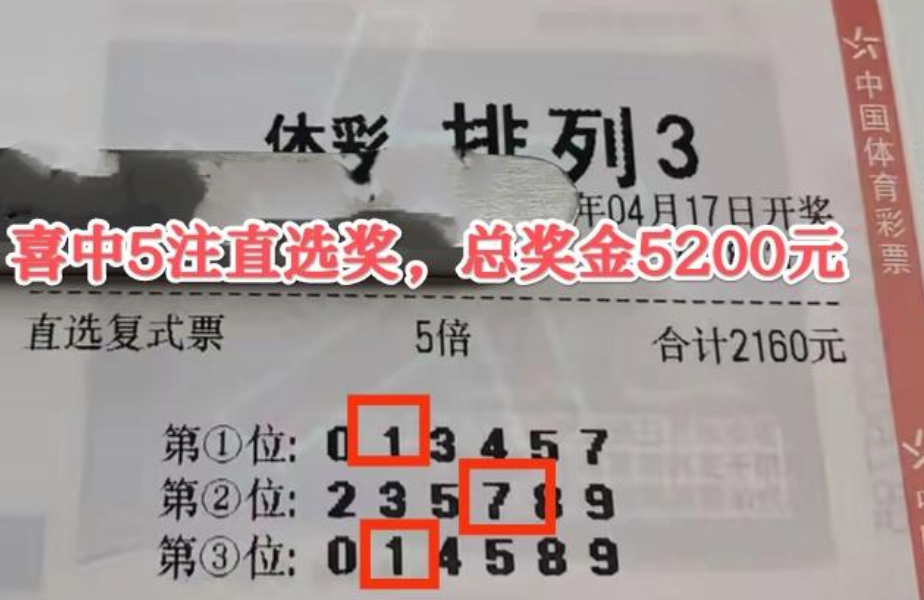 体彩 排列3
年04月17日开奖
喜中5注直选奖，总奖金5200元
直选复式票 5倍 合计2160元
第①位: 0 1 3 4 5 7
第②位: 2 3 5 7 8 9
第③位: 0 1 4 5 8 9
中国体育彩票